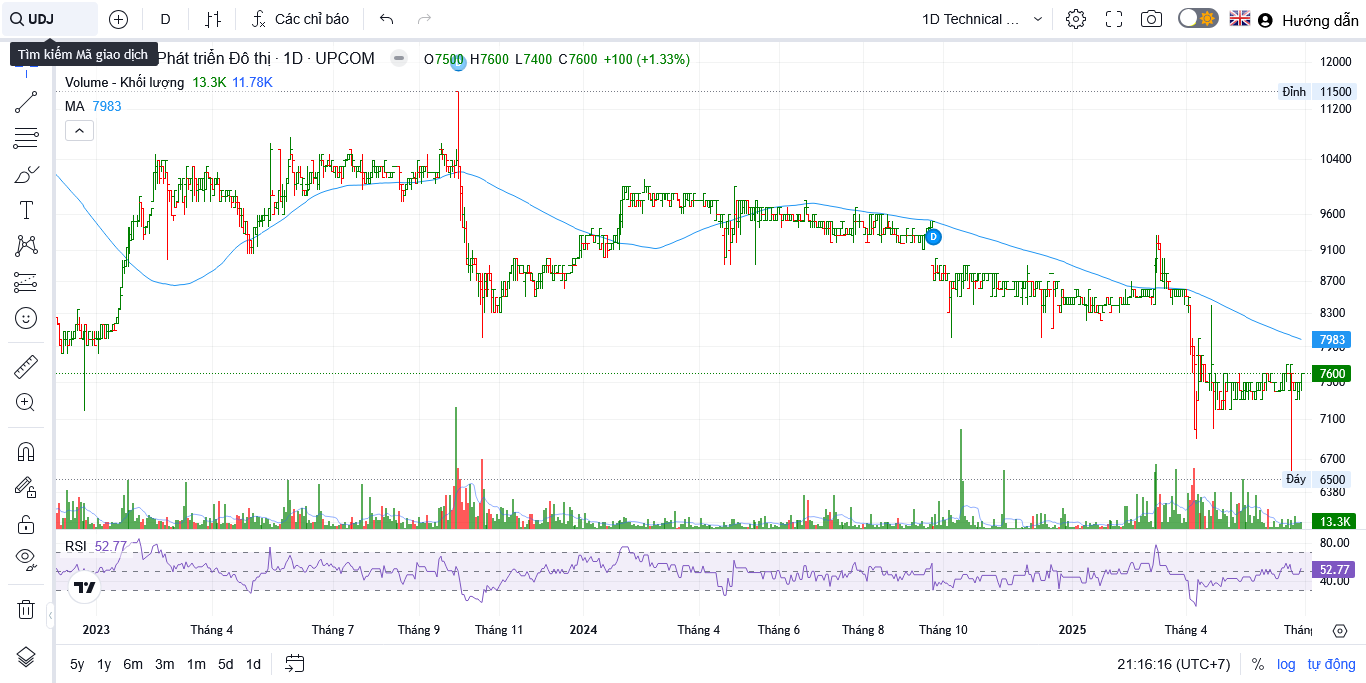 UDJ
D
Các chỉ báo
1D Technical ...
Hướng dẫn
Tìm kiếm Mã giao dịch
Phát triển Đô thị · 1D · UPCOM
O7500 H7600 L7400 C7600 +100 (+1.33%)
Volume - Khối lượng 13.3K 11.78K
MA 7983
12000
Đỉnh 11500
11200
10400
9600
9100
8700
8300
7983
7900
7600
7500
7100
6700
Đáy 6500
6380
13.3K
D
RSI 52.77
80.00
52.77
40.00
2023 Tháng 4 Tháng 7 Tháng 9 Tháng 11 2024 Tháng 4 Tháng 6 Tháng 8 Tháng 10 2025 Tháng 4
5y 1y 6m 3m 1m 5d 1d
21:16:16 (UTC+7) % log tự động